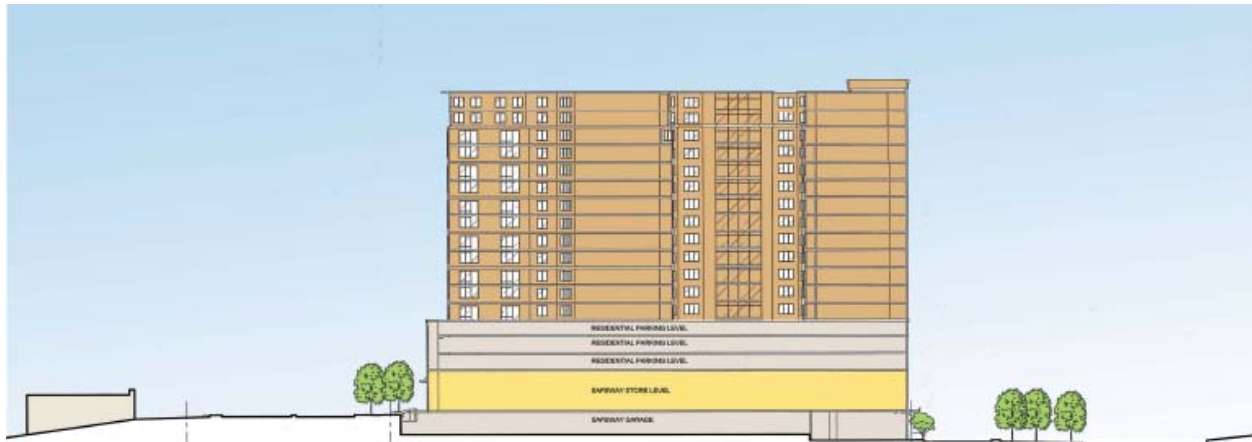 RESIDENTIAL PARKING LEVEL
RESIDENTIAL PARKING LEVEL
RESIDENTIAL PARKING LEVEL
SAFEWAY STORE LEVEL
SAFEWAY GARAGE